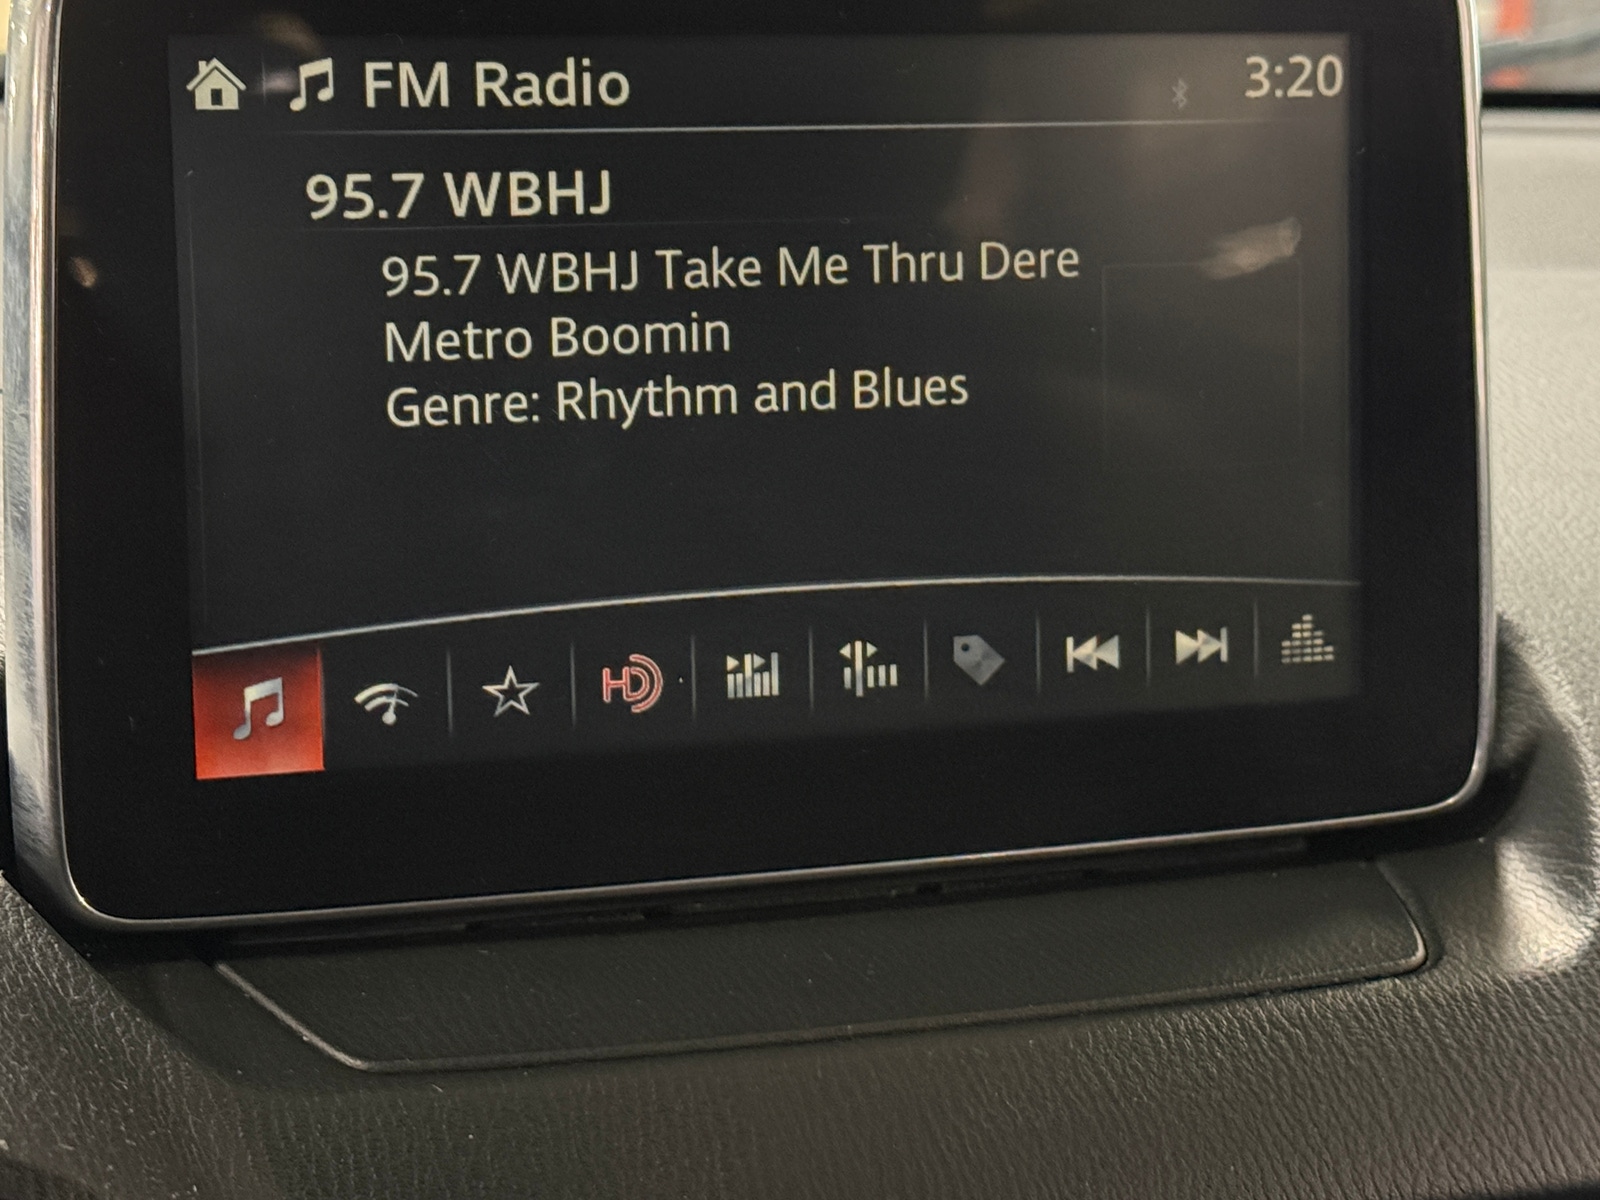 FM Radio 3:20
95.7 WBHJ
95.7 WBHJ Take Me Thru Dere
Metro Boomin
Genre: Rhythm and Blues
HD